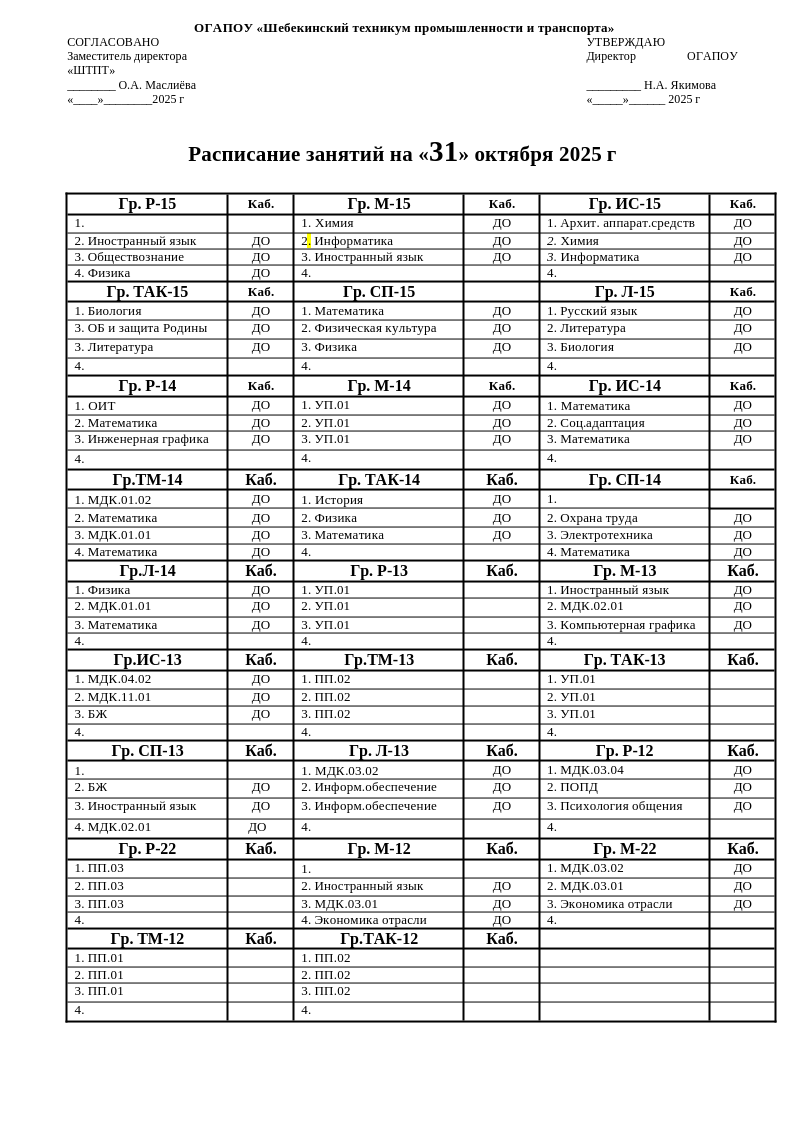 ОГАПОУ «Шебекинский техникум промышленности и транспорта»
СОГЛАСОВАНО УТВЕРЖДАЮ
Заместитель директора Директор ОГАПОУ
«ШТПТ»
________ О.А. Маслиёва _________ Н.А. Якимова
«____»________2025 г «_____»______ 2025 г
Расписание занятий на «31» октября 2025 г
Гр. Р-15 Каб. Гр. М-15 Каб. Гр. ИС-15 Каб.
1. 1. Химия ДО 1. Архит. аппарат.средств ДО
2. Иностранный язык ДО 2. Информатика ДО 2. Химия ДО
3. Обществознание ДО 3. Иностранный язык ДО 3. Информатика ДО
4. Физика ДО 4. 4.
Гр. ТАК-15 Каб. Гр. СП-15 Гр. Л-15 Каб.
1. Биология ДО 1. Математика ДО 1. Русский язык ДО
3. ОБ и защита Родины ДО 2. Физическая культура ДО 2. Литература ДО
3. Литература ДО 3. Физика ДО 3. Биология ДО
4. 4. 4.
Гр. Р-14 Каб. Гр. М-14 Каб. Гр. ИС-14 Каб.
1. ОИТ ДО 1. УП.01 ДО 1. Математика ДО
2. Математика ДО 2. УП.01 ДО 2. Соц.адаптация ДО
3. Инженерная графика ДО 3. УП.01 ДО 3. Математика ДО
4. 4. 4.
Гр.ТМ-14 Каб. Гр. ТАК-14 Каб. Гр. СП-14 Каб.
1. МДК.01.02 ДО 1. История ДО 1.
2. Математика ДО 2. Физика ДО 2. Охрана труда ДО
3. МДК.01.01 ДО 3. Математика ДО 3. Электротехника ДО
4. Математика ДО 4. 4. Математика ДО
Гр.Л-14 Каб. Гр. Р-13 Каб. Гр. М-13 Каб.
1. Физика ДО 1. УП.01 1. Иностранный язык ДО
2. МДК.01.01 ДО 2. УП.01 2. МДК.02.01 ДО
3. Математика ДО 3. УП.01 3. Компьютерная графика ДО
4. 4. 4.
Гр.ИС-13 Каб. Гр.ТМ-13 Каб. Гр. ТАК-13 Каб.
1. МДК.04.02 ДО 1. ПП.02 1. УП.01
2. МДК.11.01 ДО 2. ПП.02 2. УП.01
3. БЖ ДО 3. ПП.02 3. УП.01
4. 4. 4.
Гр. СП-13 Каб. Гр. Л-13 Каб. Гр. Р-12 Каб.
1. 1. МДК.03.02 ДО 1. МДК.03.04 ДО
2. БЖ ДО 2. Информ.обеспечение ДО 2. ПОПД ДО
3. Иностранный язык ДО 3. Информ.обеспечение ДО 3. Психология общения ДО
4. МДК.02.01 ДО 4. 4.
Гр. Р-22 Каб. Гр. М-12 Каб. Гр. М-22 Каб.
1. ПП.03 1. 1. МДК.03.02 ДО
2. ПП.03 2. Иностранный язык ДО 2. МДК.03.01 ДО
3. ПП.03 3. МДК.03.01 ДО 3. Экономика отрасли ДО
4. 4. Экономика отрасли ДО 4.
Гр. ТМ-12 Каб. Гр.ТАК-12 Каб.
1. ПП.01 1. ПП.02
2. ПП.01 2. ПП.02
3. ПП.01 3. ПП.02
4. 4.